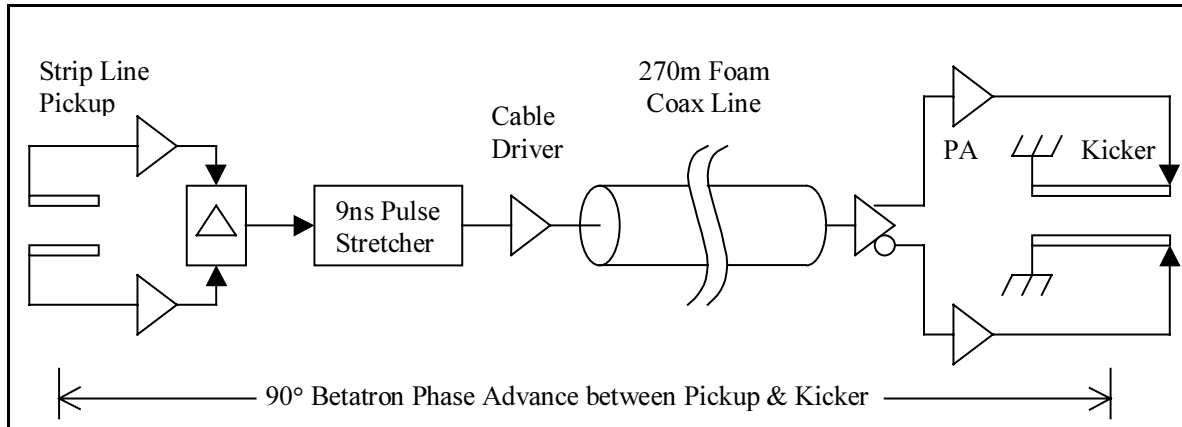 Strip Line
Pickup
Cable
Driver
270m Foam
Coax Line
PA
Kicker
9ns Pulse
Stretcher
90° Betatron Phase Advance between Pickup & Kicker